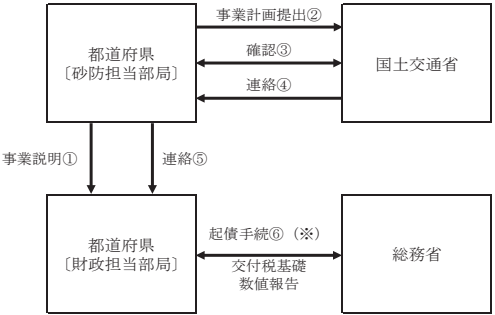 事業計画提出②
都道府県
〔砂防担当部局〕
確認③
国土交通省
連絡④
事業説明①
連絡⑤
都道府県
〔財政担当部局〕
起債手続⑥（※）
交付税基礎
数値報告
総務省